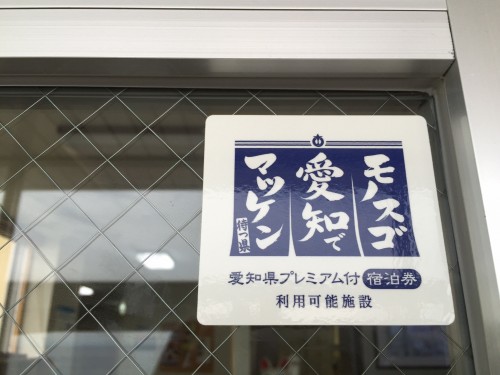 モノスゴ
愛知で
マツケン
待つ県
愛知県プレミアム付 宿泊券
利用可能施設